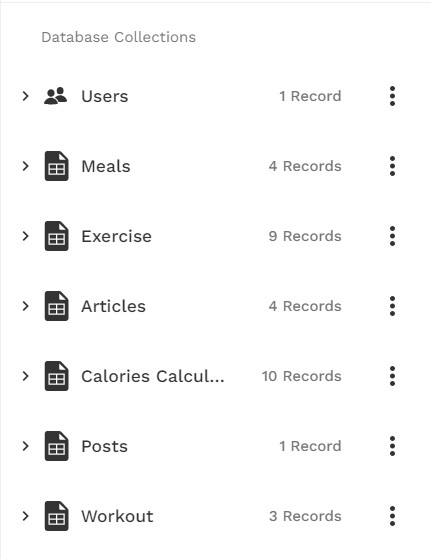 Database Collections
Users 1 Record
Meals 4 Records
Exercise 9 Records
Articles 4 Records
Calories Calcul... 10 Records
Posts 1 Record
Workout 3 Records